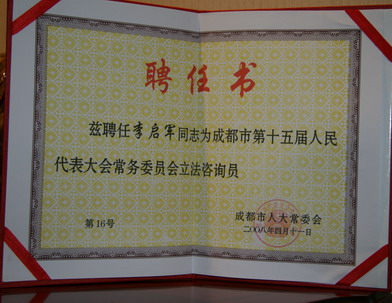 聘任书
兹聘任李启军同志为成都市第十五届人民
代表大会常务委员会立法咨询员
第16号
成都市人大常委会
二00八年四月十一日